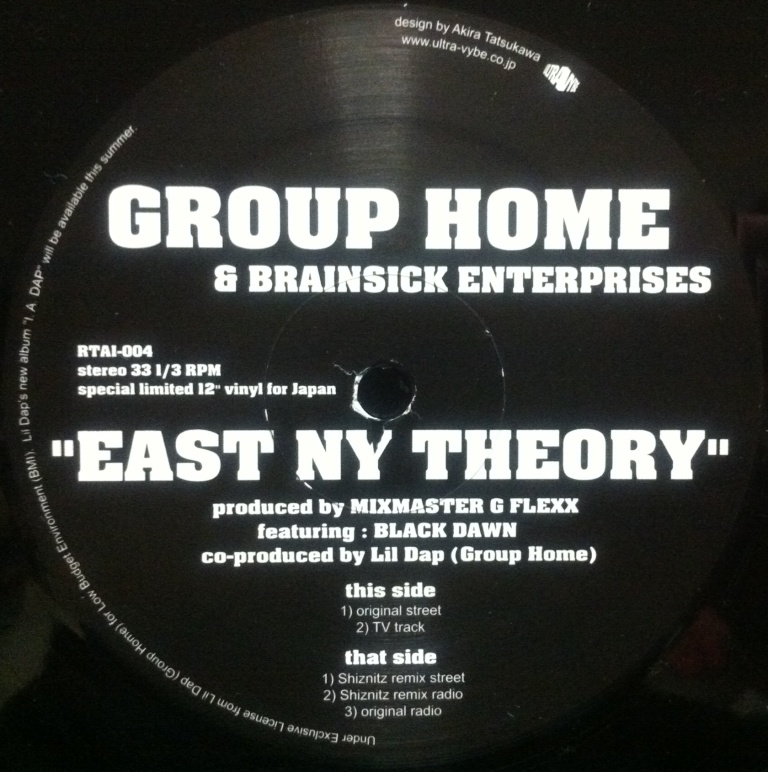 design by Akira Tatsukawa
www.ultra-vybe.co.jp
GROUP HOME
& BRAINSICK ENTERPRISES
RTAI-004
stereo 33 1/3 RPM
special limited 12" vinyl for Japan
"EAST NY THEORY"
produced by MIXMASTER G FLEXX
featuring : BLACK DAWN
co-produced by Lil Dap (Group Home)
this side
1) original street
2) TV track
that side
1) Shiznitz remix street
2) Shiznitz remix radio
3) original radio
Under Exclusive License from Lil Dap (Group Home) for Low Budget Environment (BMI). Lil Dap's new album "I. A. DAP" will be available this summer.